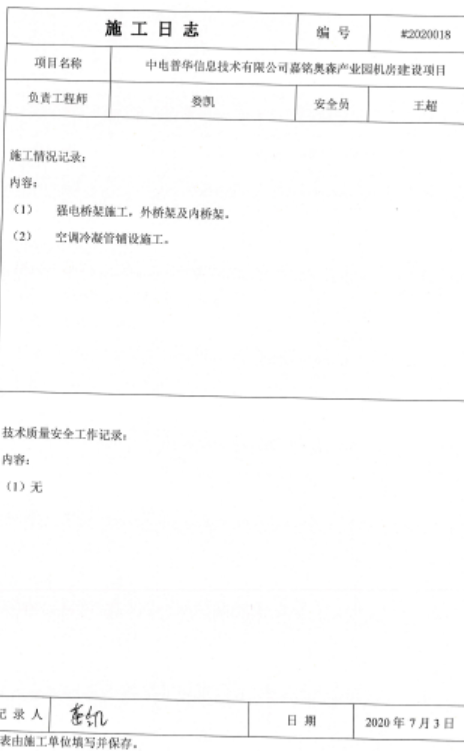 施工日志 编号 #2020018
项目名称 中电普华信息技术有限公司嘉铭奥森产业园机房建设项目
负责工程师 娄凯 安全员 王超
施工情况记录：
内容：
（1） 强电桥架施工，外桥架及内桥架。
（2） 空调冷凝管铺设施工。
技术质量安全工作记录：
内容：
（1）无
记录人 娄凯 日期 2020年7月3日
表由施工单位填写并保存。